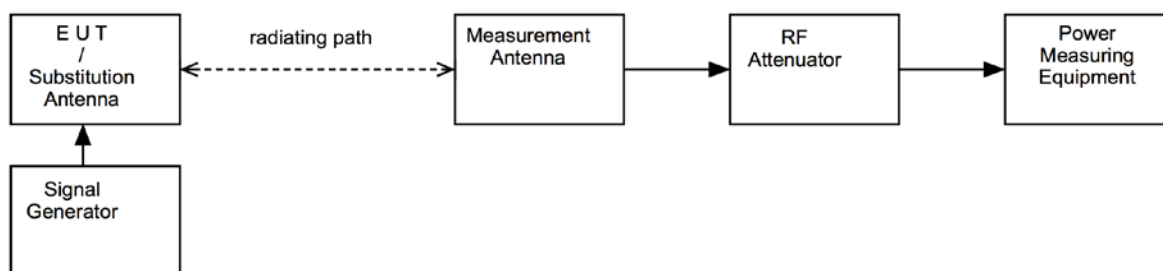 E U T
/
Substitution
Antenna
radiating path
Measurement
Antenna
RF
Attenuator
Power
Measuring
Equipment
Signal
Generator